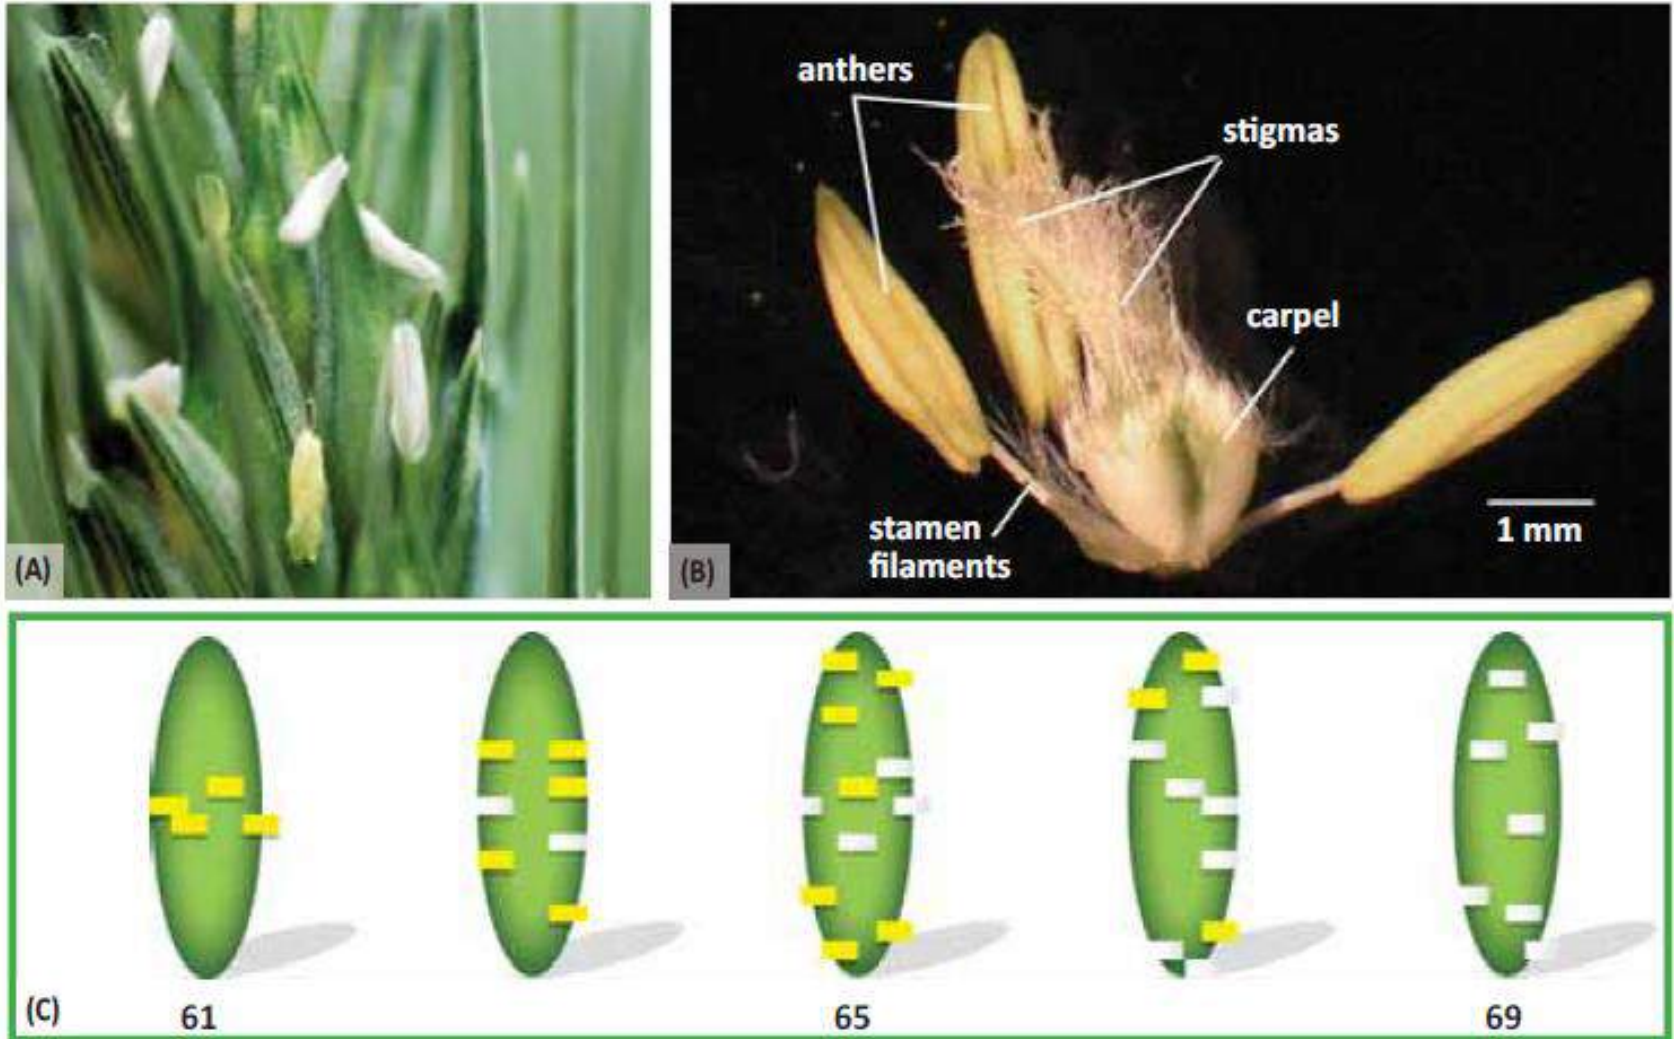 anthers
stigmas
carpel
stamen
filaments
1 mm
(A)
(B)
(C)
61
65
69